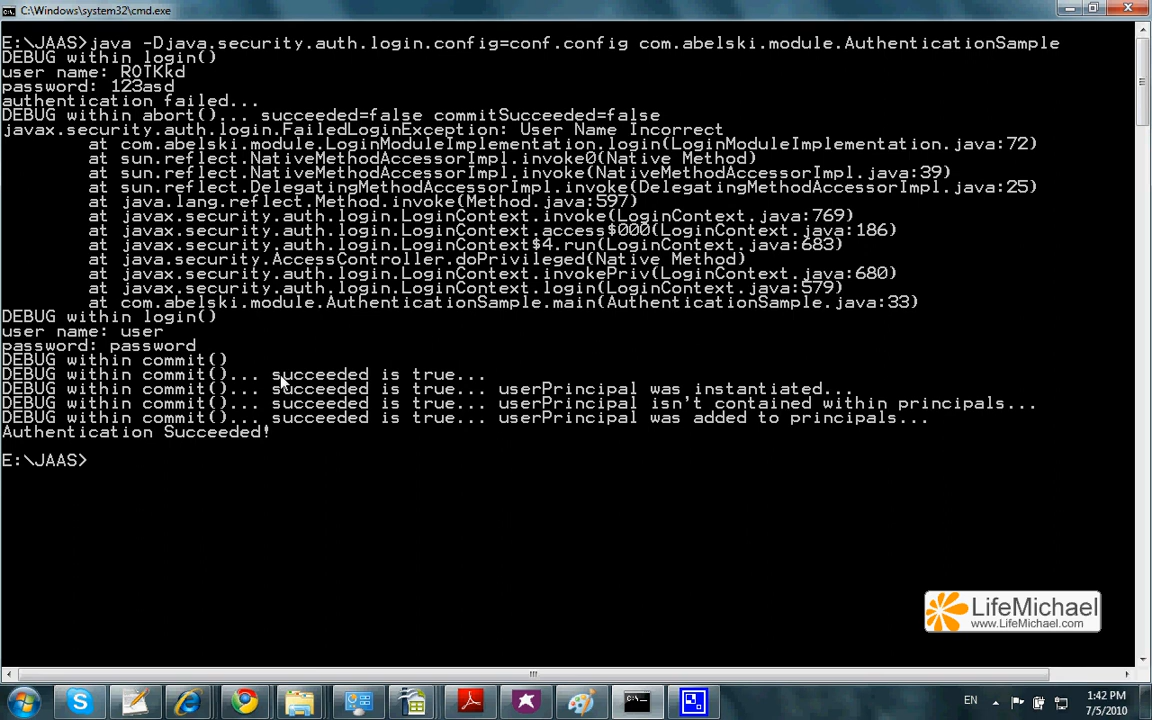 C:\Windows\system32\cmd.exe
E:\JAAS>java -Djava.security.auth.login.config=conf.config com.abelski.module.AuthenticationSample
DEBUG within login()
user name: ROTKkd
password: 123asd
authentication failed...
DEBUG within abort()... succeeded=false commitSucceeded=false
javax.security.auth.login.FailedLoginException: User Name Incorrect
at com.abelski.module.LoginModuleImplementation.login(LoginModuleImplementation.java:72)
at sun.reflect.NativeMethodAccessorImpl.invoke0(Native Method)
at sun.reflect.NativeMethodAccessorImpl.invoke(NativeMethodAccessorImpl.java:39)
at sun.reflect.DelegatingMethodAccessorImpl.invoke(DelegatingMethodAccessorImpl.java:25)
at java.lang.reflect.Method.invoke(Method.java:597)
at javax.security.auth.login.LoginContext.invoke(LoginContext.java:769)
at javax.security.auth.login.LoginContext.access$000(LoginContext.java:186)
at javax.security.auth.login.LoginContext$4.run(LoginContext.java:683)
at java.security.AccessController.doPrivileged(Native Method)
at javax.security.auth.login.LoginContext.invokePriv(LoginContext.java:680)
at javax.security.auth.login.LoginContext.login(LoginContext.java:579)
at com.abelski.module.AuthenticationSample.main(AuthenticationSample.java:33)
DEBUG within login()
user name: user
password: password
DEBUG within commit()
DEBUG within commit()... succeeded is true...
DEBUG within commit()... succeeded is true... userPrincipal was instantiated...
DEBUG within commit()... succeeded is true... userPrincipal isn't contained within principals...
DEBUG within commit()... succeeded is true... userPrincipal was added to principals...
Authentication Succeeded!
E:\JAAS>
LifeMichael
www.LifeMichael.com
EN
1:42 PM
7/5/2010